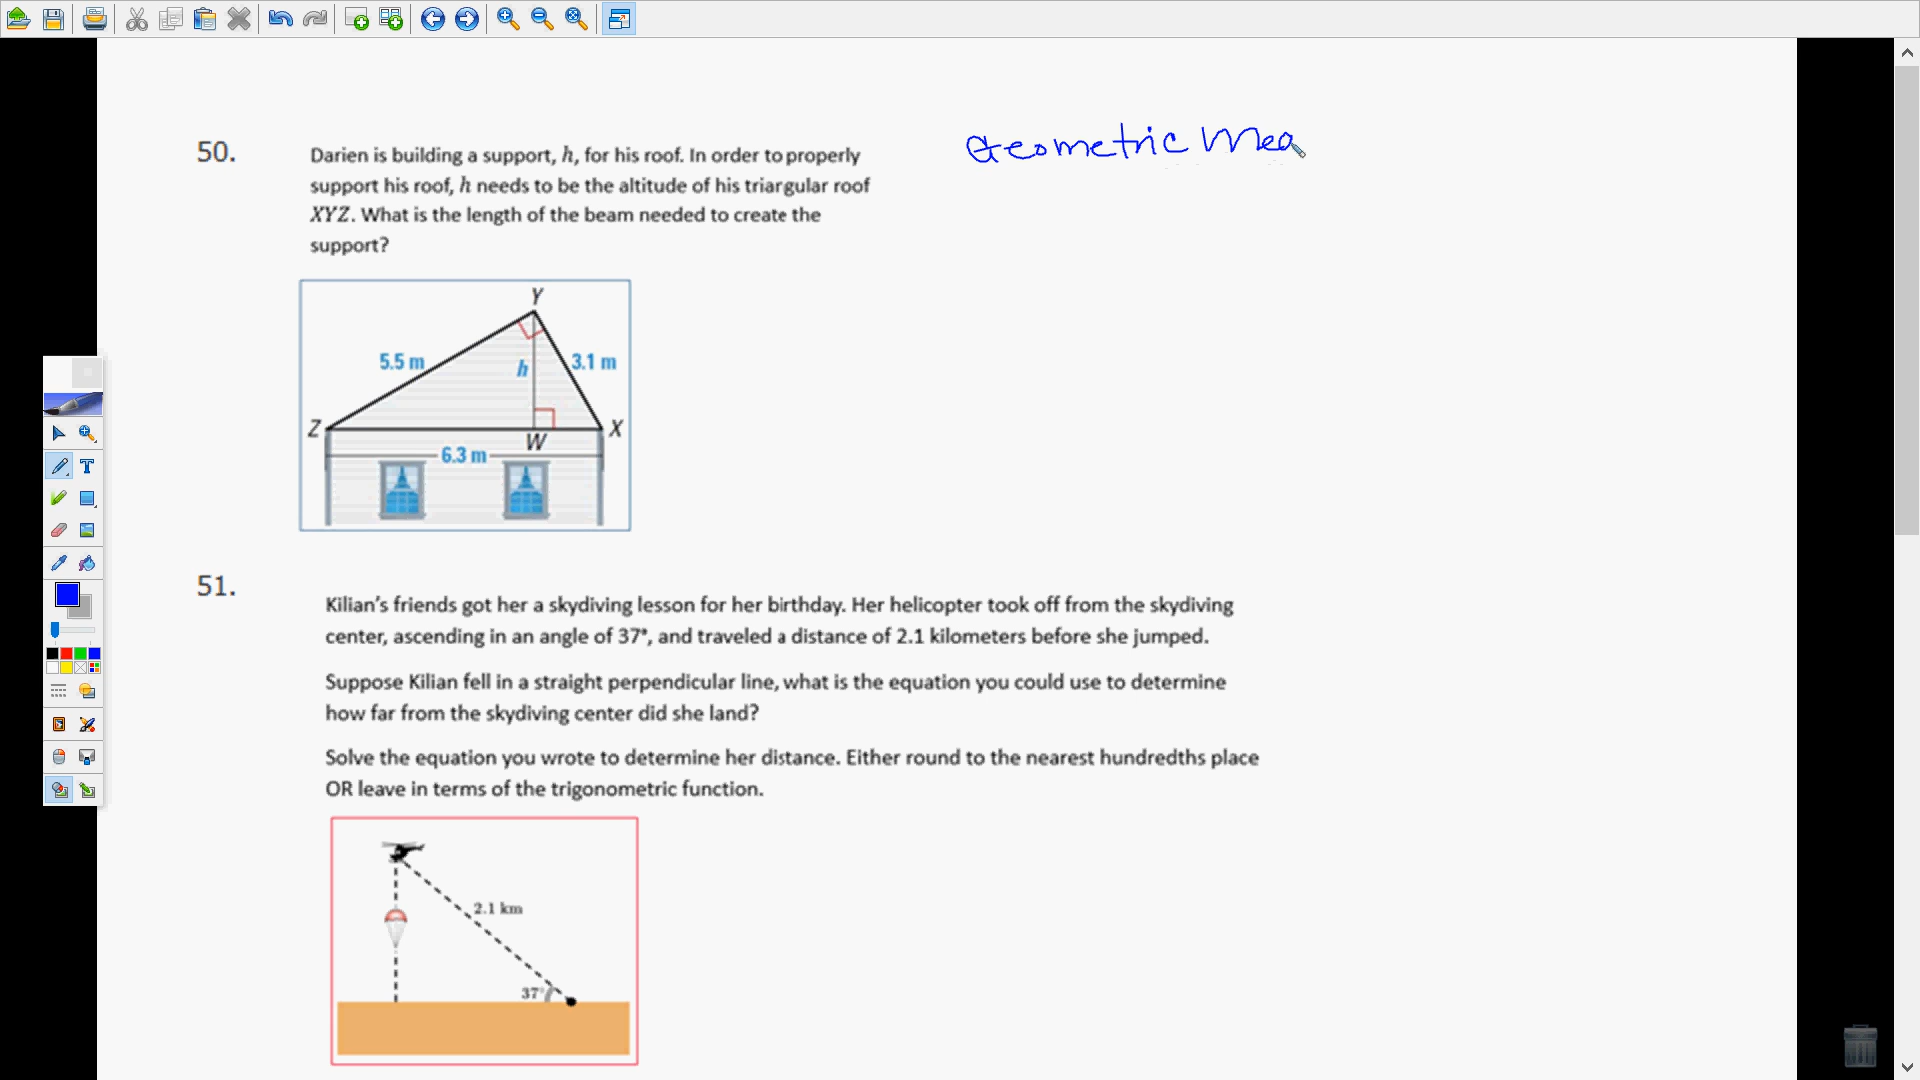 50.
Darien is building a support, h, for his roof. In order to properly
support his roof, h needs to be the altitude of his triangular roof
XYZ. What is the length of the beam needed to create the
support?
Geometric Mea
Y
5.5 m
h
3.1 m
Z
W
X
6.3 m
51.
Kilian's friends got her a skydiving lesson for her birthday. Her helicopter took off from the skydiving
center, ascending in an angle of 37°, and traveled a distance of 2.1 kilometers before she jumped.
Suppose Kilian fell in a straight perpendicular line, what is the equation you could use to determine
how far from the skydiving center did she land?
Solve the equation you wrote to determine her distance. Either round to the nearest hundredths place
OR leave in terms of the trigonometric function.
2.1 km
37°
T